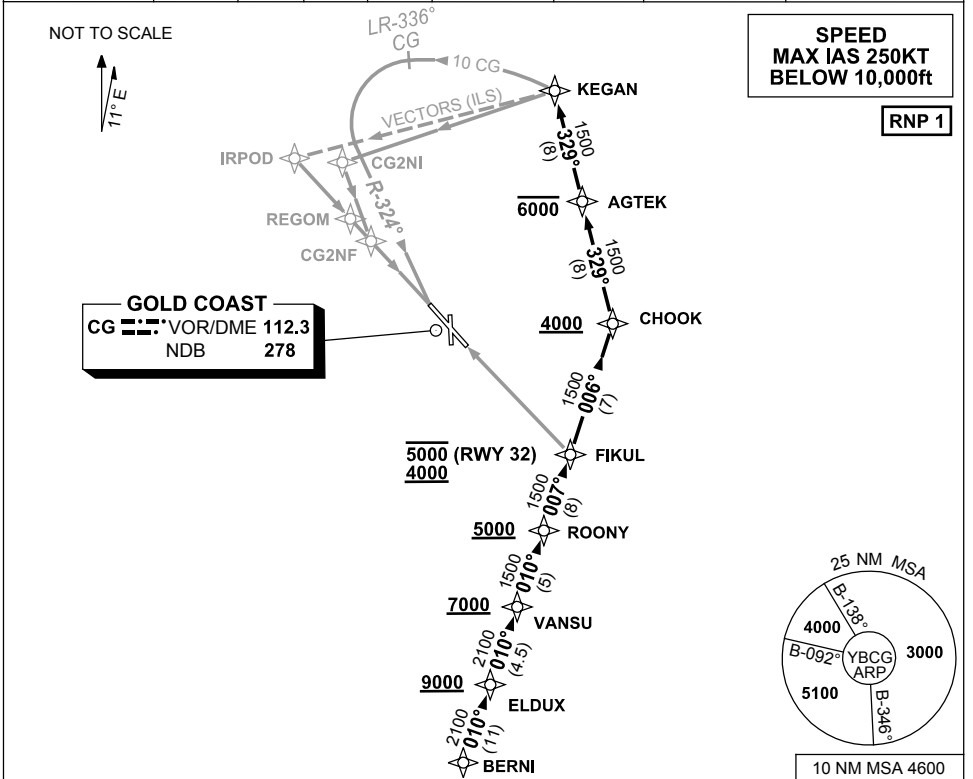 NOT TO SCALE
11° E
LR-336°
CG
10 CG
SPEED
MAX IAS 250KT
BELOW 10,000ft
RNP 1
KEGAN
VECTORS (ILS)
1500
329°
(8)
IRPOD
CG2NI
R-324°
6000
AGTEK
REGOM
CG2NF
1500
329°
(8)
GOLD COAST
CG VOR/DME 112.3
NDB 278
4000
CHOOK
1500
006°
(7)
5000 (RWY 32)
4000
FIKUL
1500
007°
(8)
5000
ROONY
1500
010°
(5)
7000
VANSU
2100
010°
(4.5)
9000
ELDUX
2100
010°
(11)
BERNI
25 NM MSA
B-138°
4000
B-092°
YBCG
ARP
3000
5100
B-346°
10 NM MSA 4600